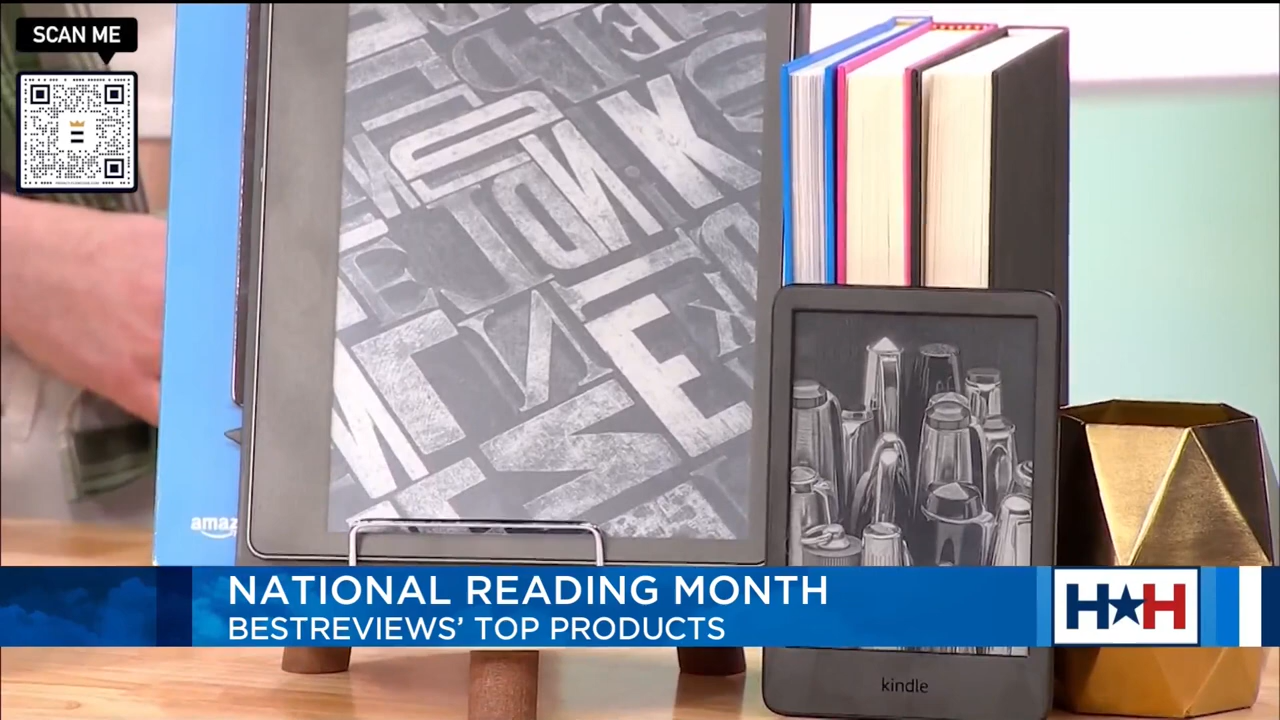 SCAN ME
amaz
NATIONAL READING MONTH
BESTREVIEWS' TOP PRODUCTS
H★H
kindle